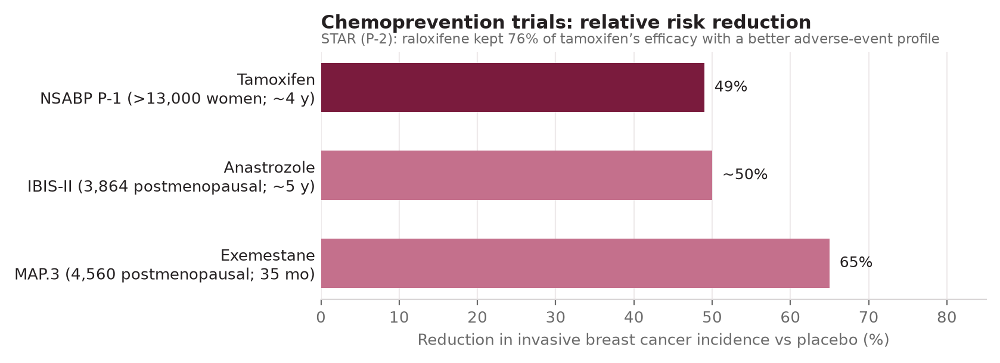 Chemoprevention trials: relative risk reduction
STAR (P-2): raloxifene kept 76% of tamoxifen’s efficacy with a better adverse-event profile
Tamoxifen
NSABP P-1 (>13,000 women; ~4 y)
49%
Anastrozole
IBIS-II (3,864 postmenopausal; ~5 y)
~50%
Exemestane
MAP.3 (4,560 postmenopausal; 35 mo)
65%
0 10 20 30 40 50 60 70 80
Reduction in invasive breast cancer incidence vs placebo (%)